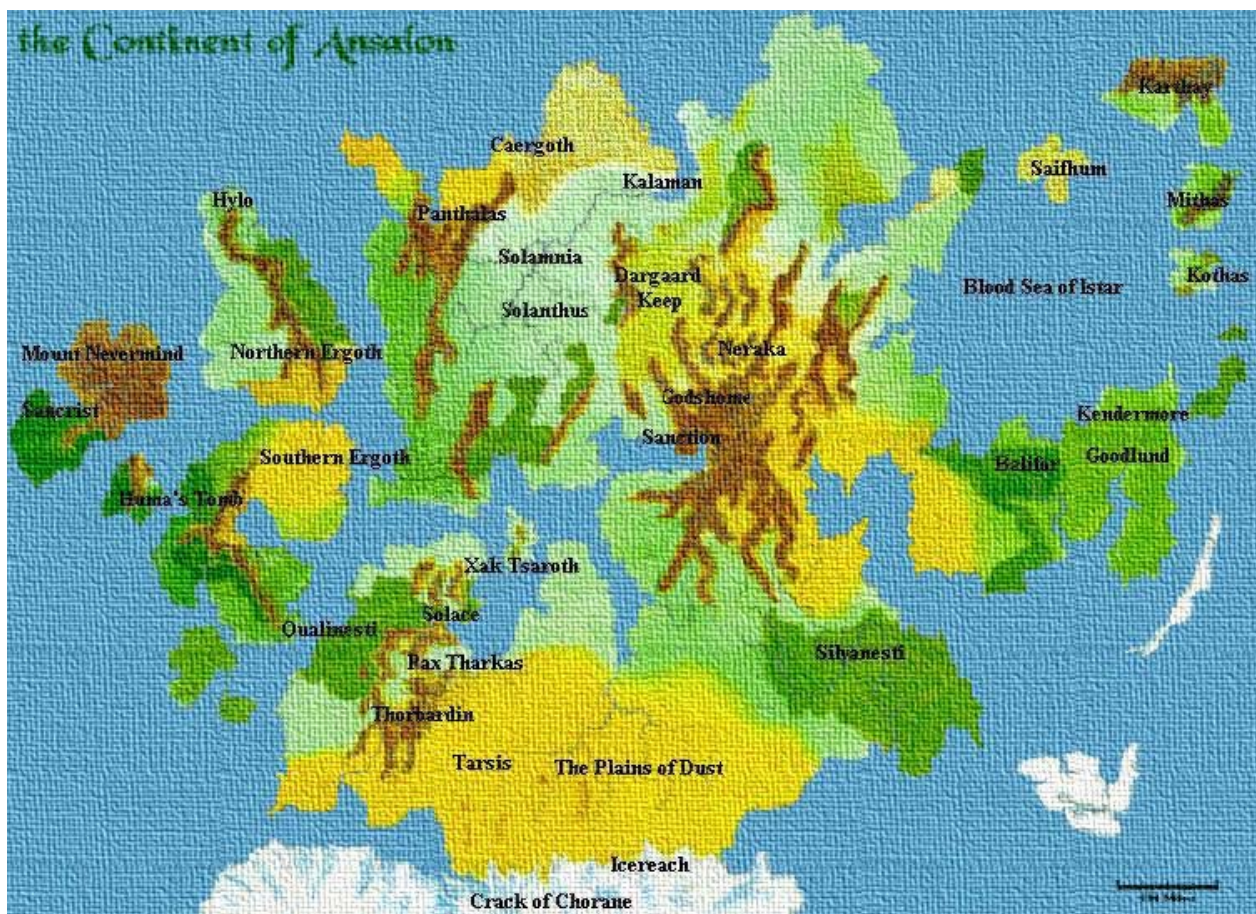 the Continent of Ansalon
Karthay
Caergoth
Saifhum
Kalaman
Hylo
Mithas
Panthalas
Solamnia
Dargaard
Keep
Kothas
Blood Sea of Istar
Solanthus
Mount Nevermind
Northern Ergoth
Neraka
Godshome
Sancrist
Kendermore
Sanction
Southern Ergoth
Balifor
Goodlund
Huma's Tomb
Xak Tsaroth
Solace
Qualinesti
Silvanesti
Pax Tharkas
Thorbardin
Tarsis
The Plains of Dust
Icereach
Crack of Chorane